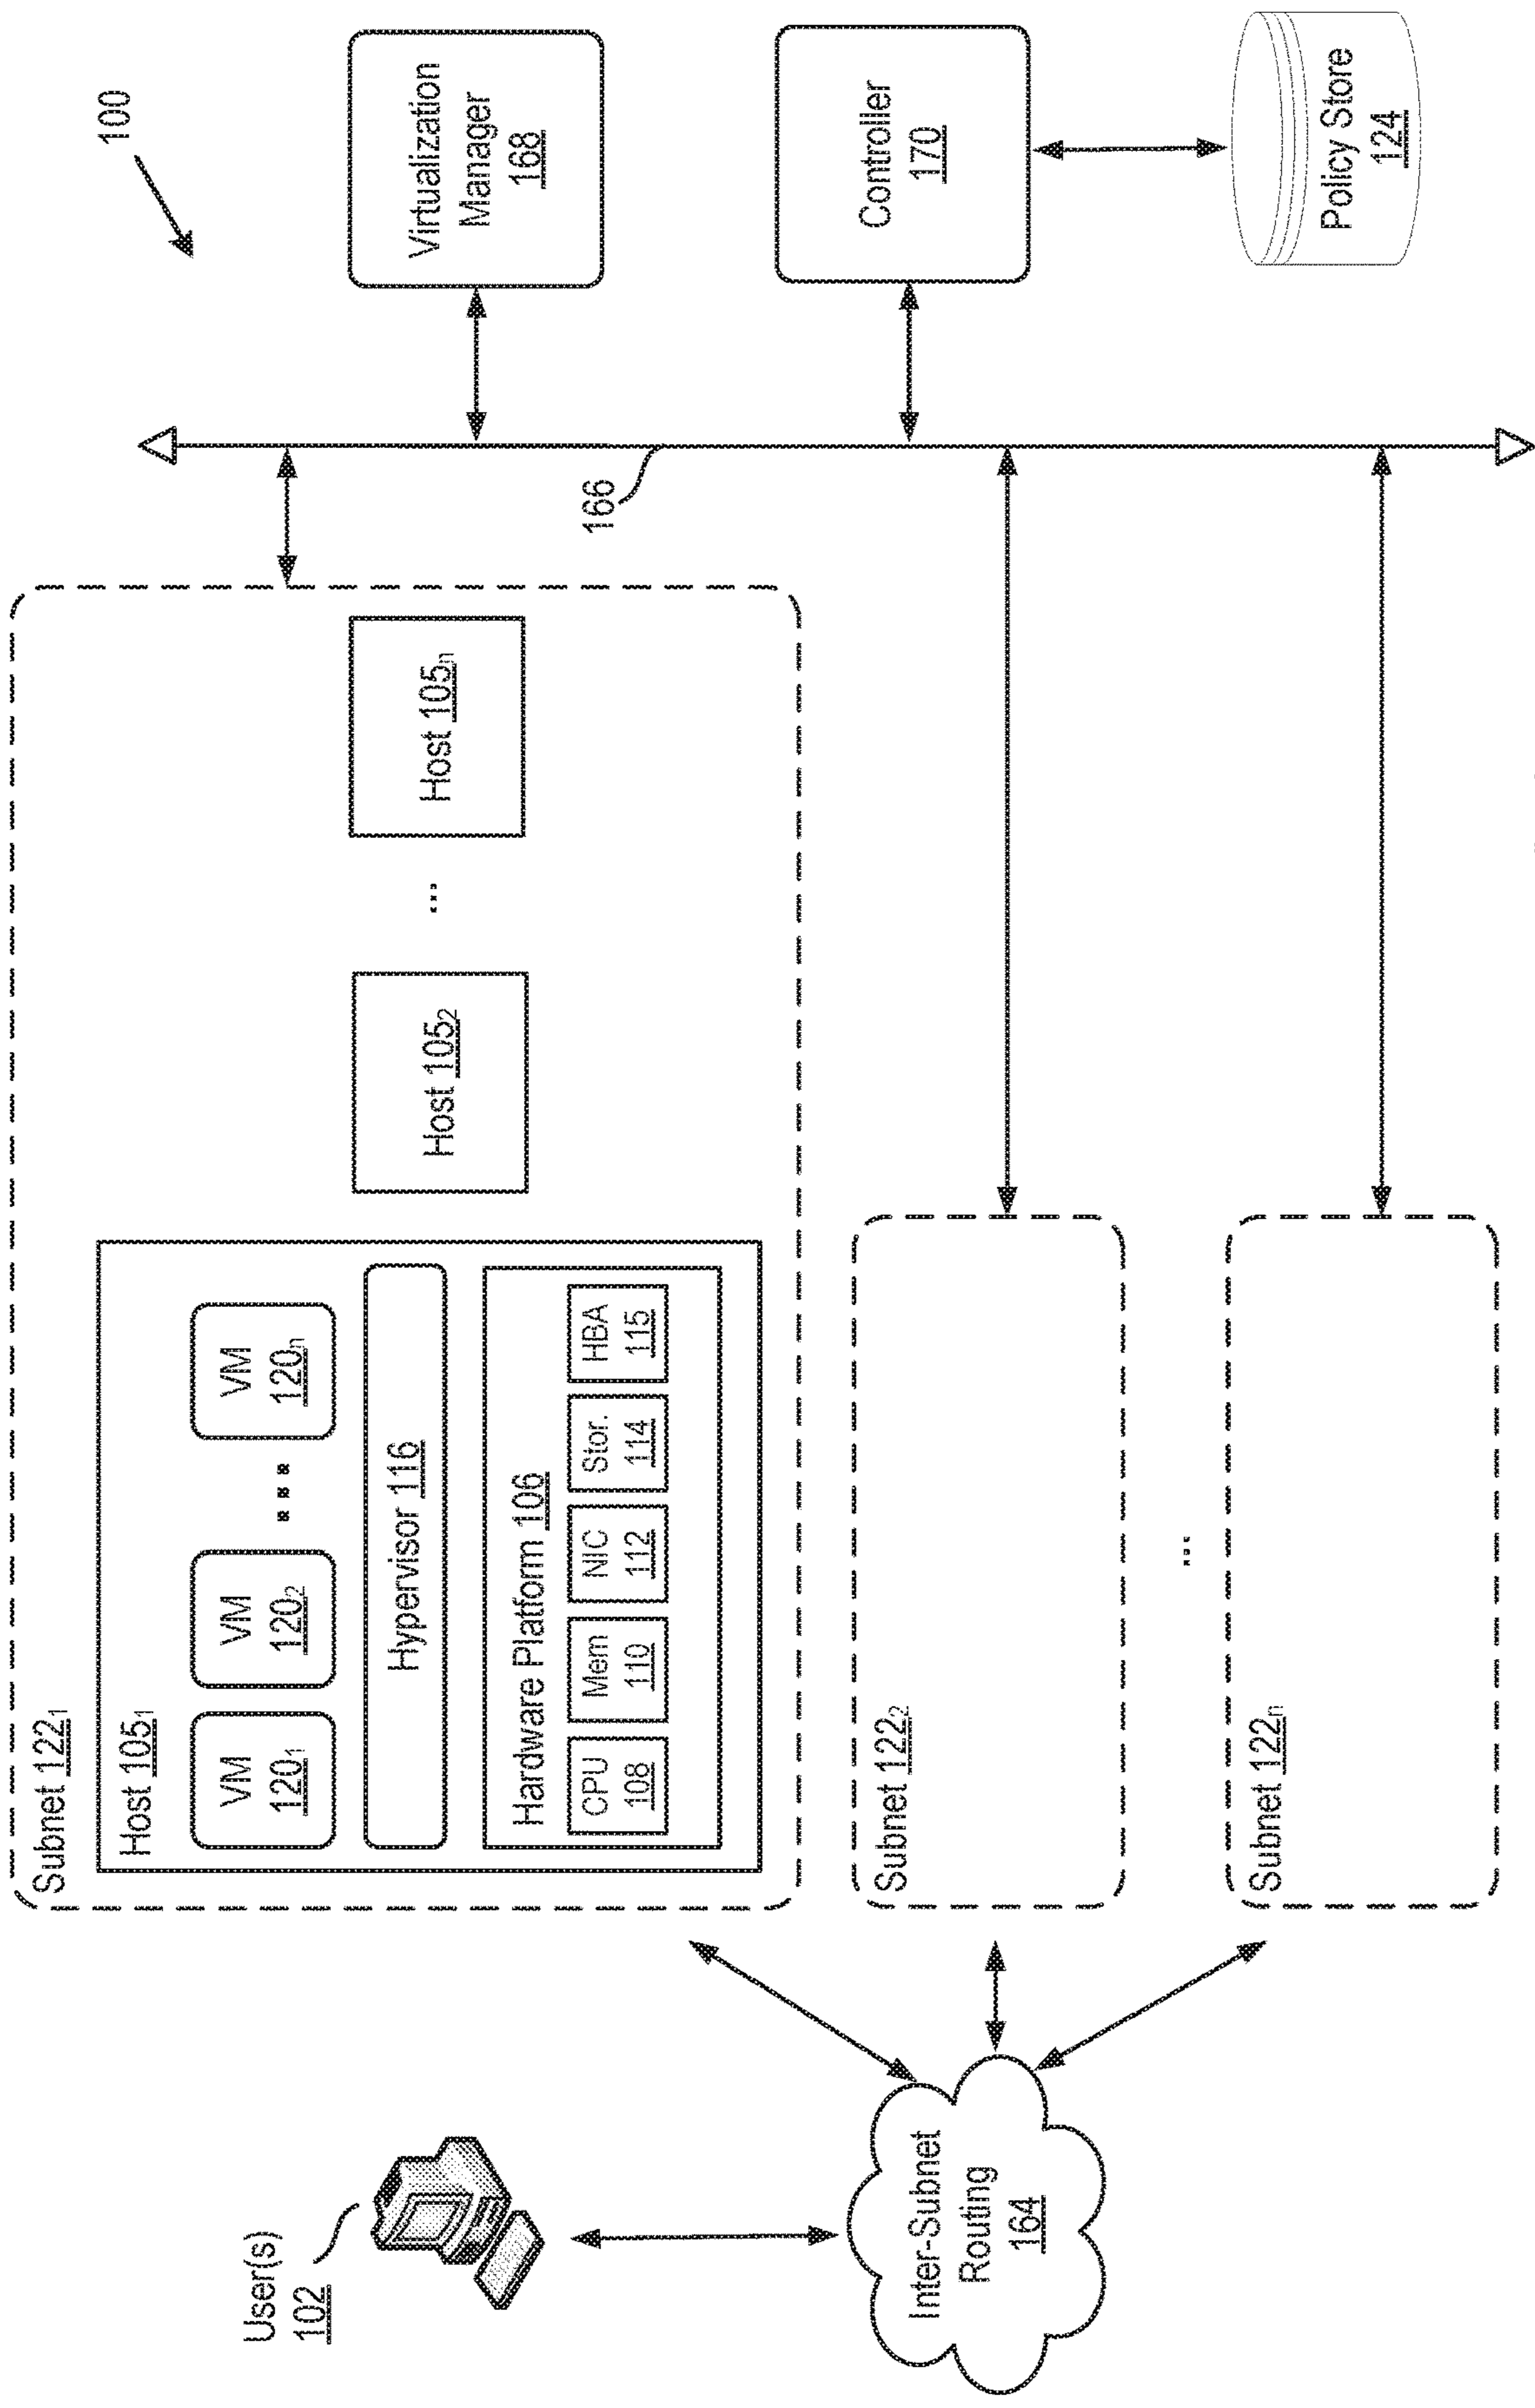 100
User(s)
102
Subnet 122₁
Host 105₁
VM
120₁
VM
120₂
...
VM
120ₙ
Hypervisor 116
Hardware Platform 106
CPU
108
Mem
110
NIC
112
Stor.
114
HBA
115
Host 105₂
...
Host 105ₙ
Virtualization
Manager
168
166
Inter-Subnet
Routing
164
Subnet 122₂
...
Subnet 122ₙ
Controller
170
Policy Store
124